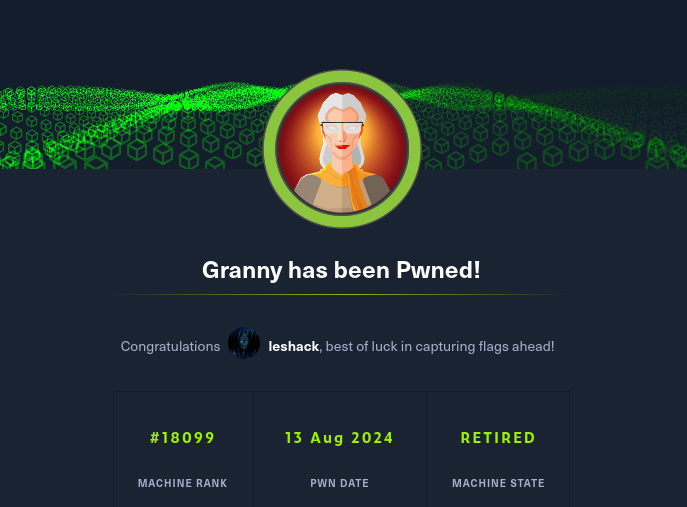 Granny has been Pwned!
Congratulations leshack, best of luck in capturing flags ahead!
#18099 13 Aug 2024 RETIRED
MACHINE RANK PWN DATE MACHINE STATE